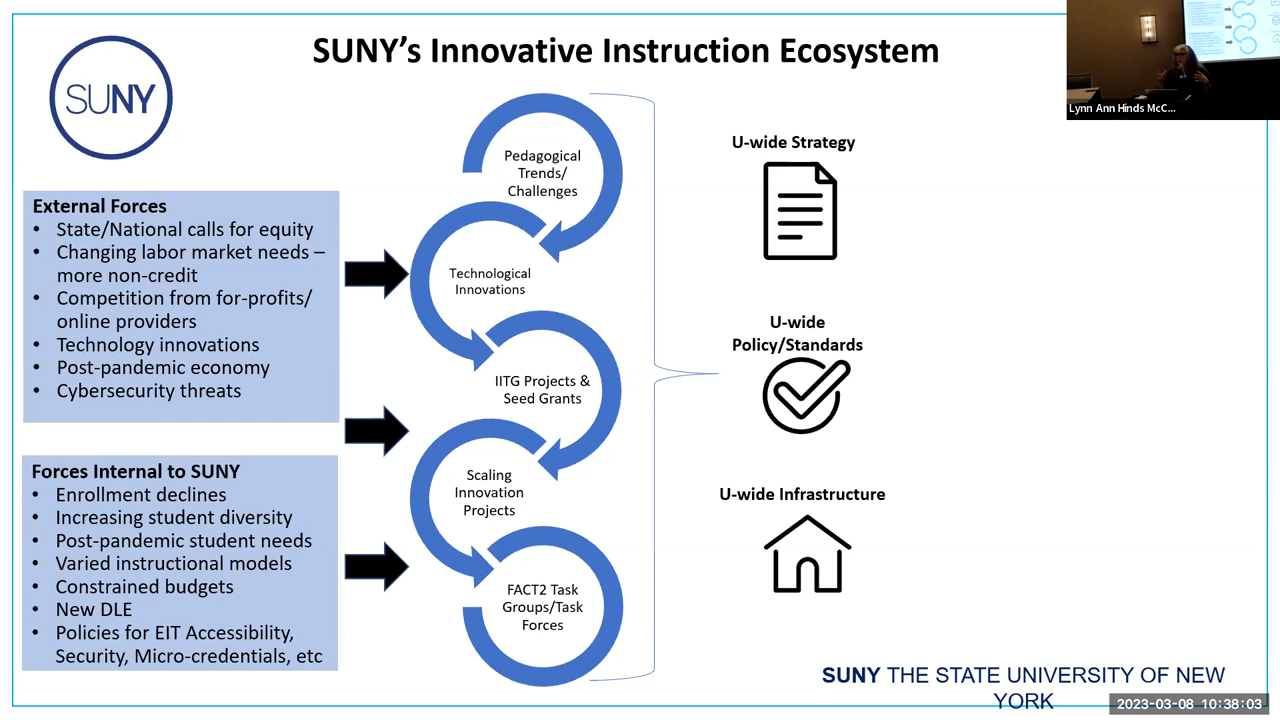 SUNY's Innovative Instruction Ecosystem
SUNY
Lynn Ann Hinds McC...
External Forces
• State/National calls for equity
• Changing labor market needs –
more non-credit
• Competition from for-profits/
online providers
• Technology innovations
• Post-pandemic economy
• Cybersecurity threats
Forces Internal to SUNY
• Enrollment declines
• Increasing student diversity
• Post-pandemic student needs
• Varied instructional models
• Constrained budgets
• New DLE
• Policies for EIT Accessibility,
Security, Micro-credentials, etc
Pedagogical
Trends/
Challenges
Technological
Innovations
IITG Projects &
Seed Grants
Scaling
Innovation
Projects
FACT2 Task
Groups/Task
Forces
U-wide Strategy
U-wide
Policy/Standards
U-wide Infrastructure
SUNY THE STATE UNIVERSITY OF NEW
YORK
2023-03-08 10:38:03